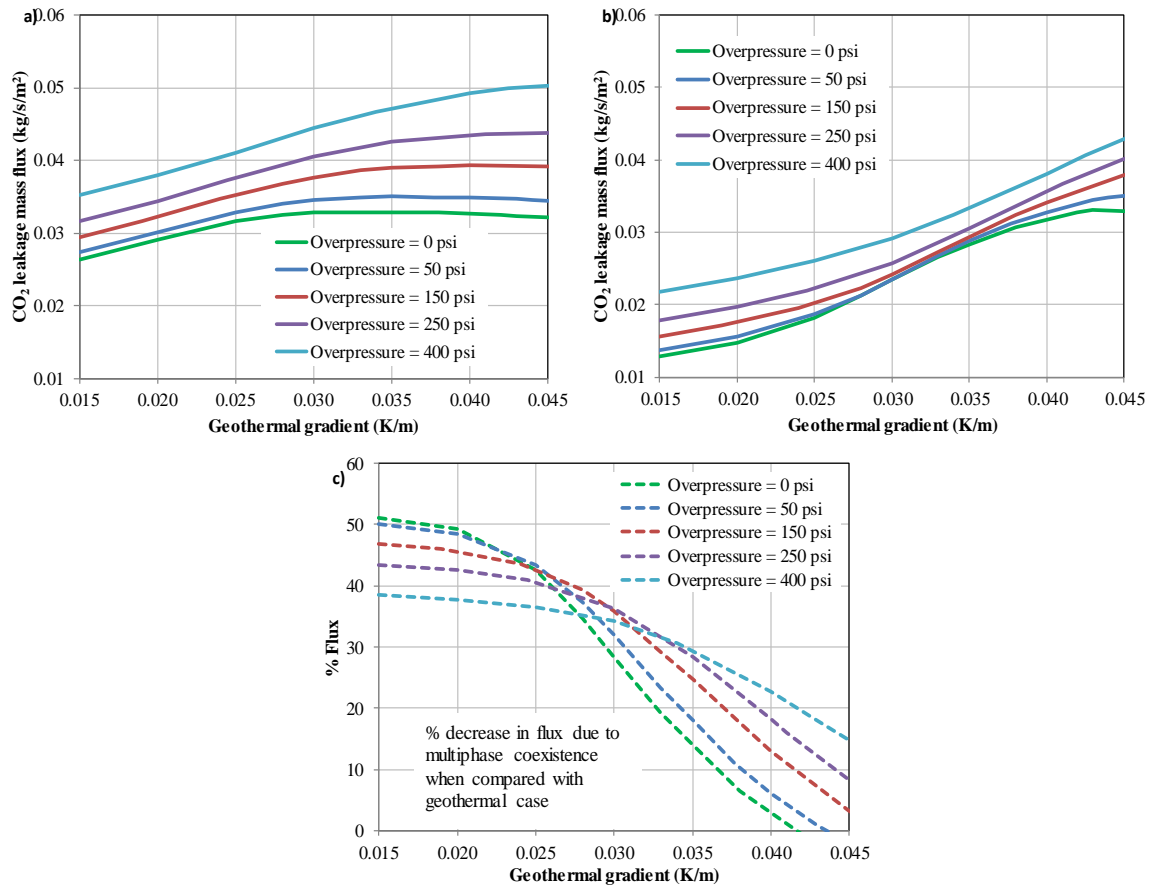 a)
0.06
0.05
0.04
0.03
0.02
0.01
CO2 leakage mass flux (kg/s/m²)
Overpressure = 0 psi
Overpressure = 50 psi
Overpressure = 150 psi
Overpressure = 250 psi
Overpressure = 400 psi
0.015 0.020 0.025 0.030 0.035 0.040 0.045
Geothermal gradient (K/m)
b)
0.06
0.05
0.04
0.03
0.02
0.01
CO2 leakage mass flux (kg/s/m²)
Overpressure = 0 psi
Overpressure = 50 psi
Overpressure = 150 psi
Overpressure = 250 psi
Overpressure = 400 psi
0.015 0.020 0.025 0.030 0.035 0.040 0.045
Geothermal gradient (K/m)
c)
60
50
40
30
20
10
0
% Flux
Overpressure = 0 psi
Overpressure = 50 psi
Overpressure = 150 psi
Overpressure = 250 psi
Overpressure = 400 psi
% decrease in flux due to
multiphase coexistence
when compared with
geothermal case
0.015 0.020 0.025 0.030 0.035 0.040 0.045
Geothermal gradient (K/m)